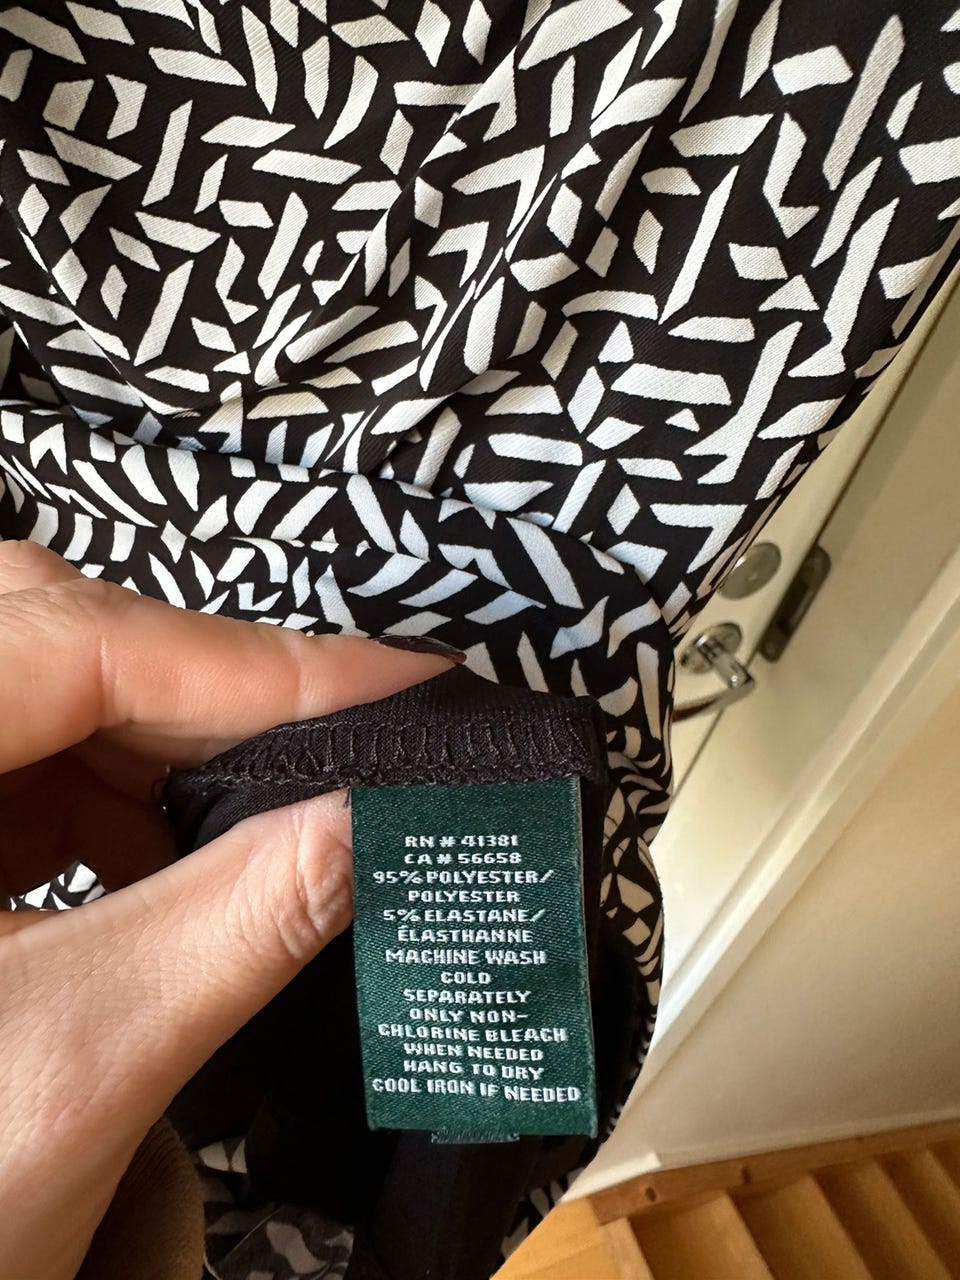 RN # 41381
CA # 56658
95% POLYESTER/
POLYESTER
5% ELASTANE/
ÉLASTHANNE
MACHINE WASH
COLD
SEPARATELY
ONLY NON-
CHLORINE BLEACH
WHEN NEEDED
HANG TO DRY
COOL IRON IF NEEDED